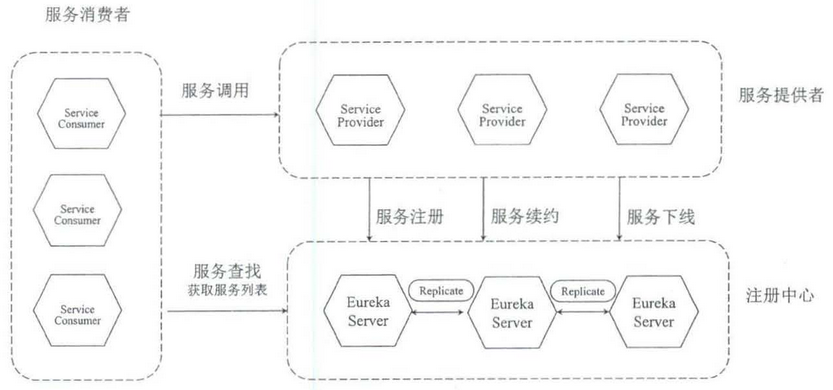 服务消费者
Service
Consumer
Service
Consumer
Service
Consumer
服务调用
Service
Provider
Service
Provider
Service
Provider
服务提供者
服务注册
服务续约
服务下线
服务查找
获取服务列表
Eureka
Server
Replicate
Eureka
Server
Replicate
Eureka
Server
注册中心